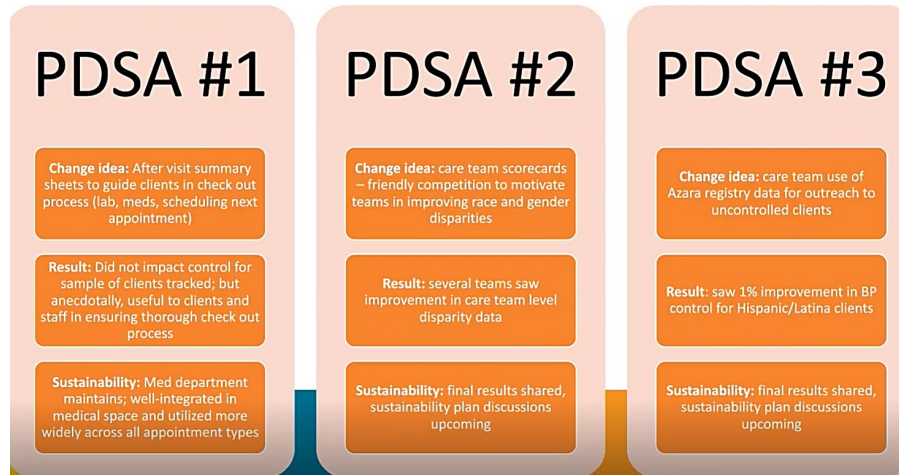 PDSA #1
Change idea: After visit summary
sheets to guide clients in check out
process (lab, meds, scheduling next
appointment)
Result: Did not impact control for
sample of clients tracked; but
anecdotally, useful to clients and
staff in ensuring thorough check out
process
Sustainability: Med department
maintains; well-integrated in
medical space and utilized more
widely across all appointment types
PDSA #2
Change idea: care team scorecards
– friendly competition to motivate
teams in improving race and gender
disparities
Result: several teams saw
improvement in care team level
disparity data
Sustainability: final results shared,
sustainability plan discussions
upcoming
PDSA #3
Change idea: care team use of
Azara registry data for outreach to
uncontrolled clients
Result: saw 1% improvement in BP
control for Hispanic/Latina clients
Sustainability: final results shared,
sustainability plan discussions
upcoming